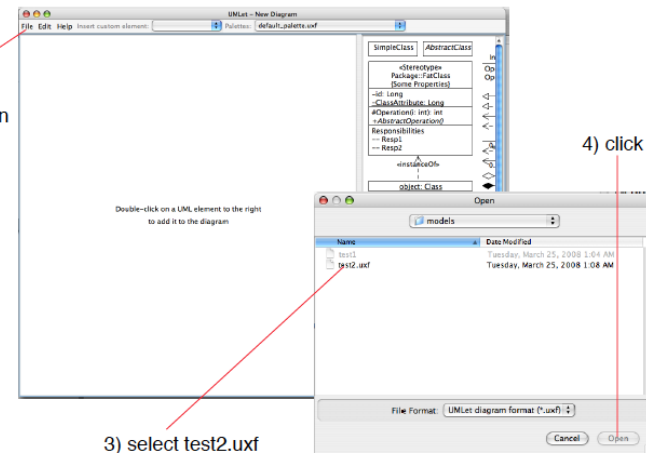 UMLet – New Diagram
File Edit Help Insert custom element: Palettes: default_palette.uxf
SimpleClass AbstractClass
«Stereotype»
Package::FatClass
{Some Properties}
-id: Long
-ClassAttribute: Long
#Operation(i: int): int
+AbstractOperation()
Responsibilities
-- Resp1
-- Resp2
«instanceOf»
object: Class
Double-click on a UML element to the right
to add it to the diagram
4) click
Open
models
Name Date Modified
test1 Tuesday, March 25, 2008 1:04 AM
test2.uxf Tuesday, March 25, 2008 1:08 AM
File Format: UMLet diagram format (*.uxf)
Cancel Open
3) select test2.uxf